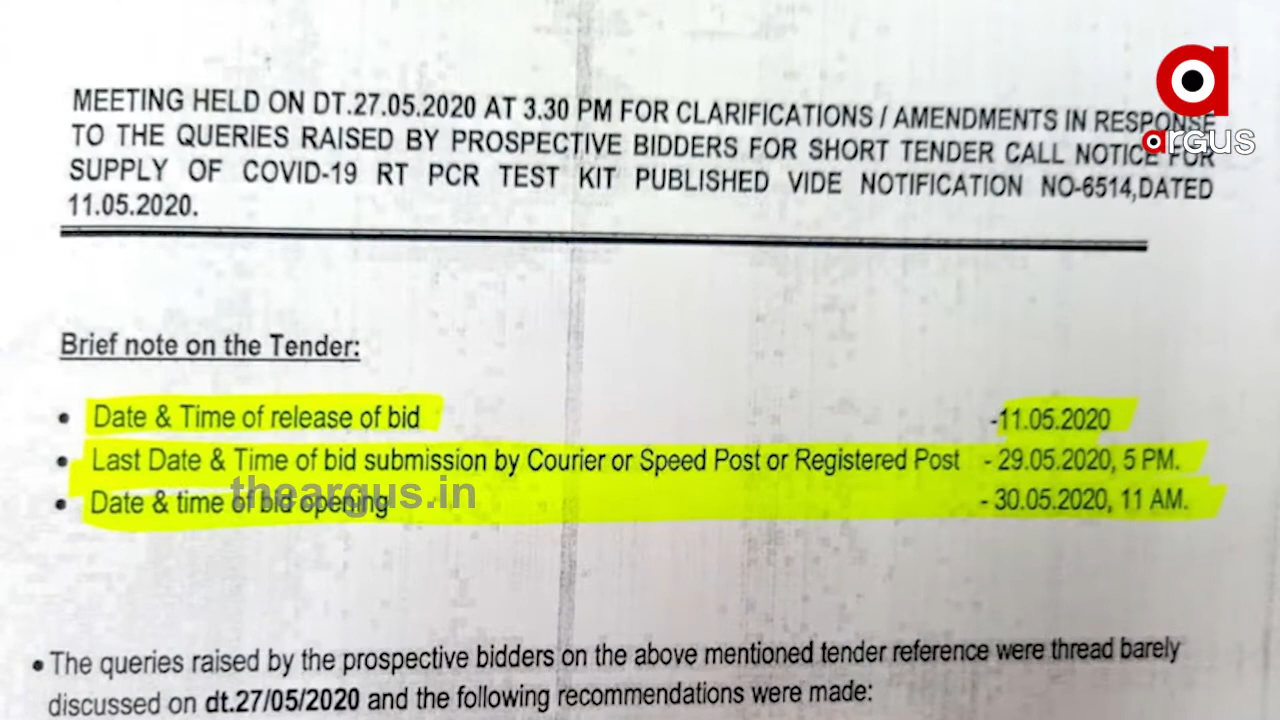 argus
MEETING HELD ON DT.27.05.2020 AT 3.30 PM FOR CLARIFICATIONS / AMENDMENTS IN RESPONSE
TO THE QUERIES RAISED BY PROSPECTIVE BIDDERS FOR SHORT TENDER CALL NOTICE FOR
SUPPLY OF COVID-19 RT PCR TEST KIT PUBLISHED VIDE NOTIFICATION NO-6514,DATED
11.05.2020.
Brief note on the Tender:
• Date & Time of release of bid -11.05.2020
• Last Date & Time of bid submission by Courier or Speed Post or Registered Post - 29.05.2020, 5 PM.
• Date & time of bid opening - 30.05.2020, 11 AM.
theargus.in
• The queries raised by the prospective bidders on the above mentioned tender reference were thread barely
discussed on dt.27/05/2020 and the following recommendations were made: